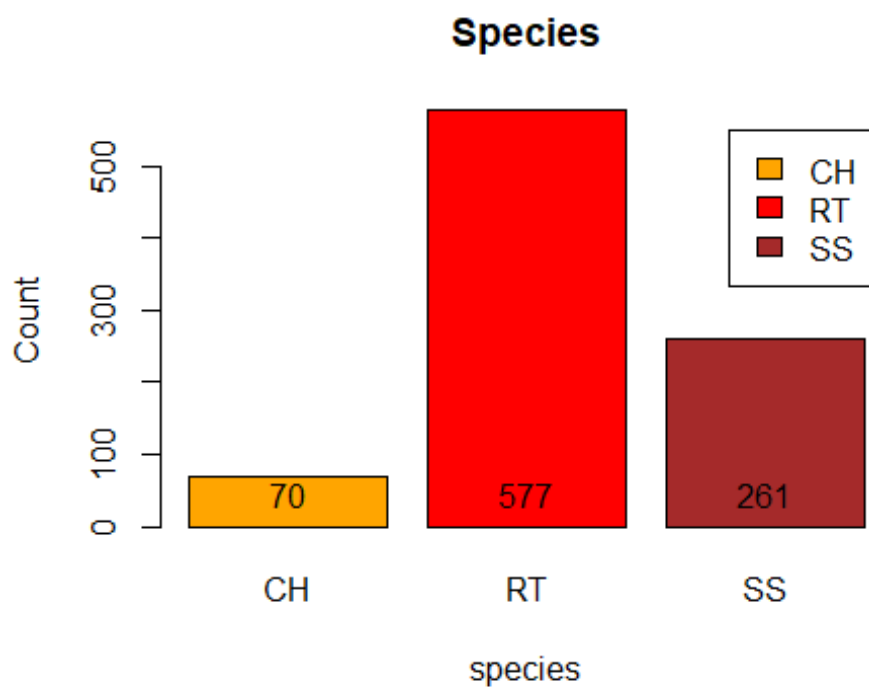 Species
500
300
100
0
Count
CH
RT
SS
70
577
261
CH
RT
SS
species